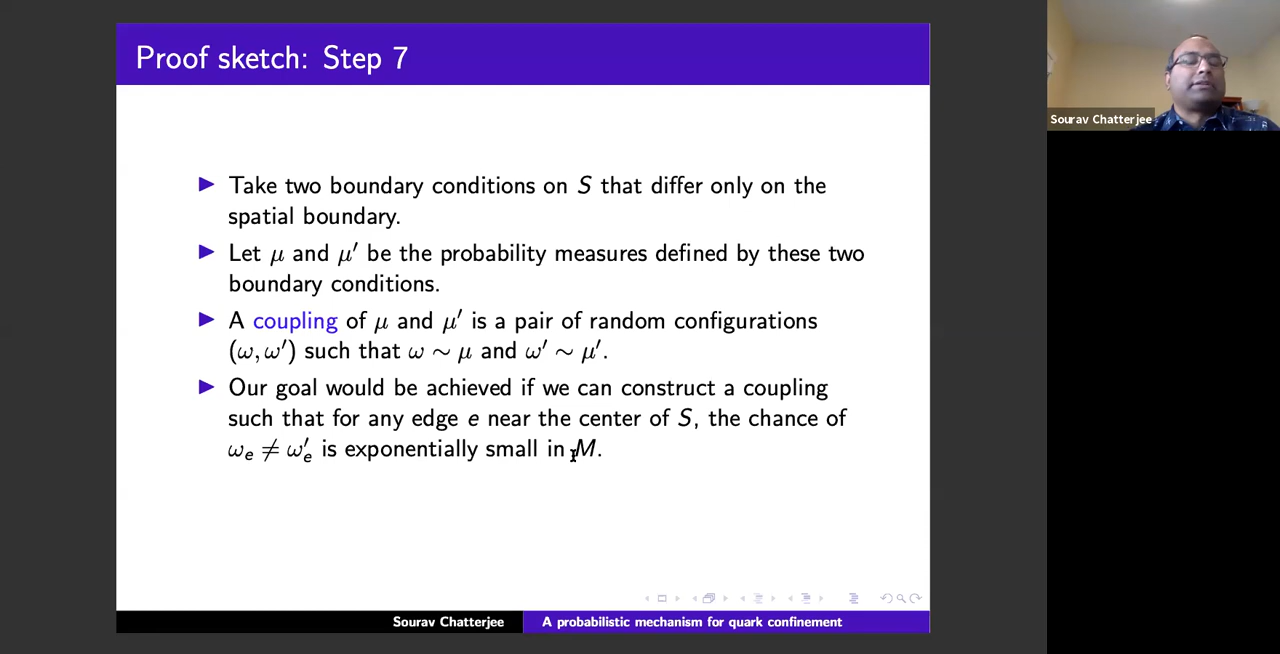 Proof sketch: Step 7
Sourav Chatterjee
▶ Take two boundary conditions on S that differ only on the
spatial boundary.
▶ Let μ and μ′ be the probability measures defined by these two
boundary conditions.
▶ A coupling of μ and μ′ is a pair of random configurations
(ω, ω′) such that ω ∼ μ and ω′ ∼ μ′.
▶ Our goal would be achieved if we can construct a coupling
such that for any edge e near the center of S, the chance of
ωₑ ≠ ω′ₑ is exponentially small in M.
Sourav Chatterjee
A probabilistic mechanism for quark confinement